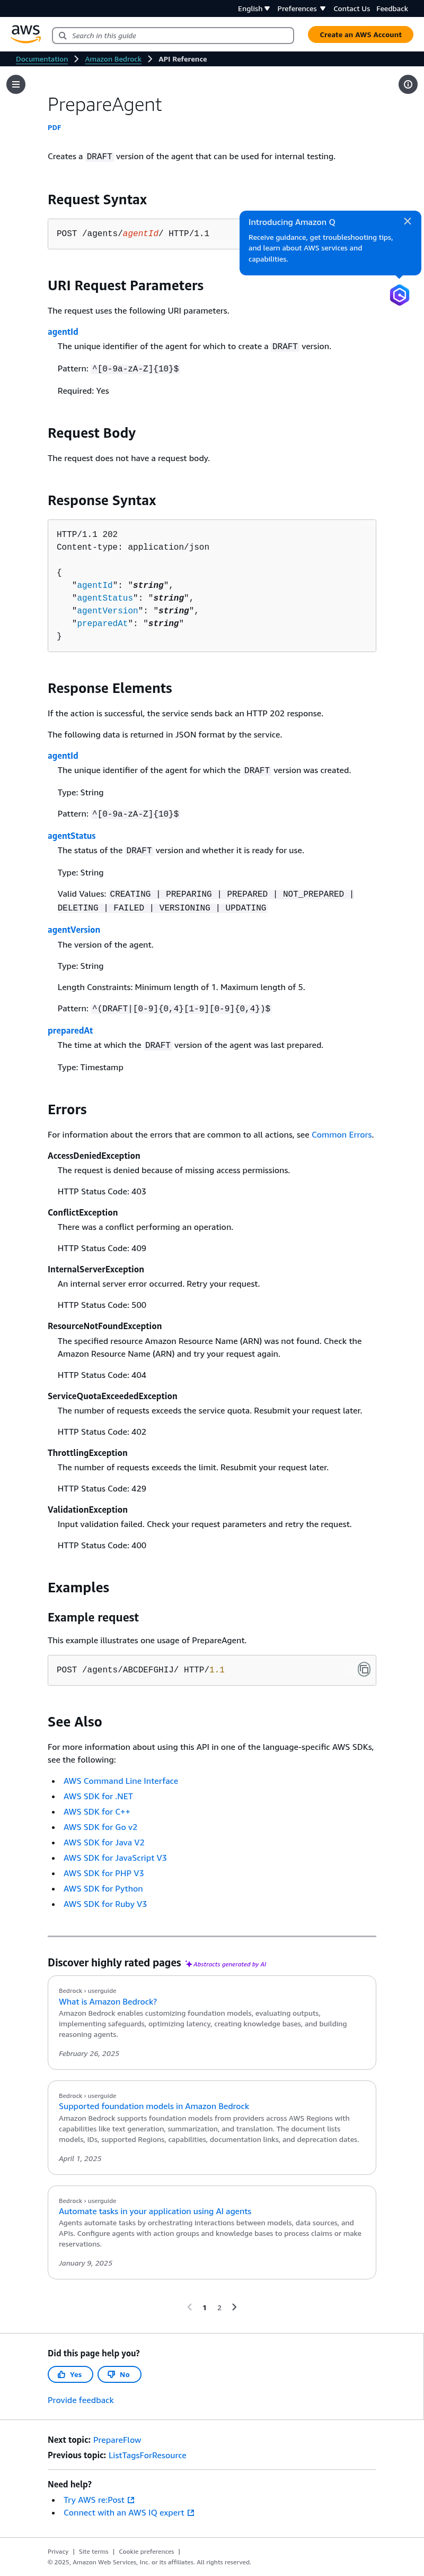 English Preferences Contact Us Feedback
aws
Search in this guide
Create an AWS Account
Documentation Amazon Bedrock API Reference
PrepareAgent
PDF
Creates a DRAFT version of the agent that can be used for internal testing.
Request Syntax
POST /agents/agentId/ HTTP/1.1
Introducing Amazon Q
Receive guidance, get troubleshooting tips,
and learn about AWS services and
capabilities.
URI Request Parameters
The request uses the following URI parameters.
agentId
The unique identifier of the agent for which to create a DRAFT version.
Pattern: ^[0-9a-zA-Z]{10}$
Required: Yes
Request Body
The request does not have a request body.
Response Syntax
HTTP/1.1 202
Content-type: application/json
{
"agentId": "string",
"agentStatus": "string",
"agentVersion": "string",
"preparedAt": "string"
}
Response Elements
If the action is successful, the service sends back an HTTP 202 response.
The following data is returned in JSON format by the service.
agentId
The unique identifier of the agent for which the DRAFT version was created.
Type: String
Pattern: ^[0-9a-zA-Z]{10}$
agentStatus
The status of the DRAFT version and whether it is ready for use.
Type: String
Valid Values: CREATING | PREPARING | PREPARED | NOT_PREPARED |
DELETING | FAILED | VERSIONING | UPDATING
agentVersion
The version of the agent.
Type: String
Length Constraints: Minimum length of 1. Maximum length of 5.
Pattern: ^(DRAFT|[0-9]{0,4}[1-9][0-9]{0,4})$
preparedAt
The time at which the DRAFT version of the agent was last prepared.
Type: Timestamp
Errors
For information about the errors that are common to all actions, see Common Errors.
AccessDeniedException
The request is denied because of missing access permissions.
HTTP Status Code: 403
ConflictException
There was a conflict performing an operation.
HTTP Status Code: 409
InternalServerException
An internal server error occurred. Retry your request.
HTTP Status Code: 500
ResourceNotFoundException
The specified resource Amazon Resource Name (ARN) was not found. Check the
Amazon Resource Name (ARN) and try your request again.
HTTP Status Code: 404
ServiceQuotaExceededException
The number of requests exceeds the service quota. Resubmit your request later.
HTTP Status Code: 402
ThrottlingException
The number of requests exceeds the limit. Resubmit your request later.
HTTP Status Code: 429
ValidationException
Input validation failed. Check your request parameters and retry the request.
HTTP Status Code: 400
Examples
Example request
This example illustrates one usage of PrepareAgent.
POST /agents/ABCDEFGHIJ/ HTTP/1.1
See Also
For more information about using this API in one of the language-specific AWS SDKs,
see the following:
• AWS Command Line Interface
• AWS SDK for .NET
• AWS SDK for C++
• AWS SDK for Go v2
• AWS SDK for Java V2
• AWS SDK for JavaScript V3
• AWS SDK for PHP V3
• AWS SDK for Python
• AWS SDK for Ruby V3
Discover highly rated pages Abstracts generated by AI
Bedrock › userguide
What is Amazon Bedrock?
Amazon Bedrock enables customizing foundation models, evaluating outputs,
implementing safeguards, optimizing latency, creating knowledge bases, and building
reasoning agents.
February 26, 2025
Bedrock › userguide
Supported foundation models in Amazon Bedrock
Amazon Bedrock supports foundation models from providers across AWS Regions with
capabilities like text generation, summarization, and translation. The document lists
models, IDs, supported Regions, capabilities, documentation links, and deprecation dates.
April 1, 2025
Bedrock › userguide
Automate tasks in your application using AI agents
Agents automate tasks by orchestrating interactions between models, data sources, and
APIs. Configure agents with action groups and knowledge bases to process claims or make
reservations.
January 9, 2025
1 2
Did this page help you?
Yes No
Provide feedback
Next topic: PrepareFlow
Previous topic: ListTagsForResource
Need help?
• Try AWS re:Post
• Connect with an AWS IQ expert
Privacy | Site terms | Cookie preferences |
© 2025, Amazon Web Services, Inc. or its affiliates. All rights reserved.